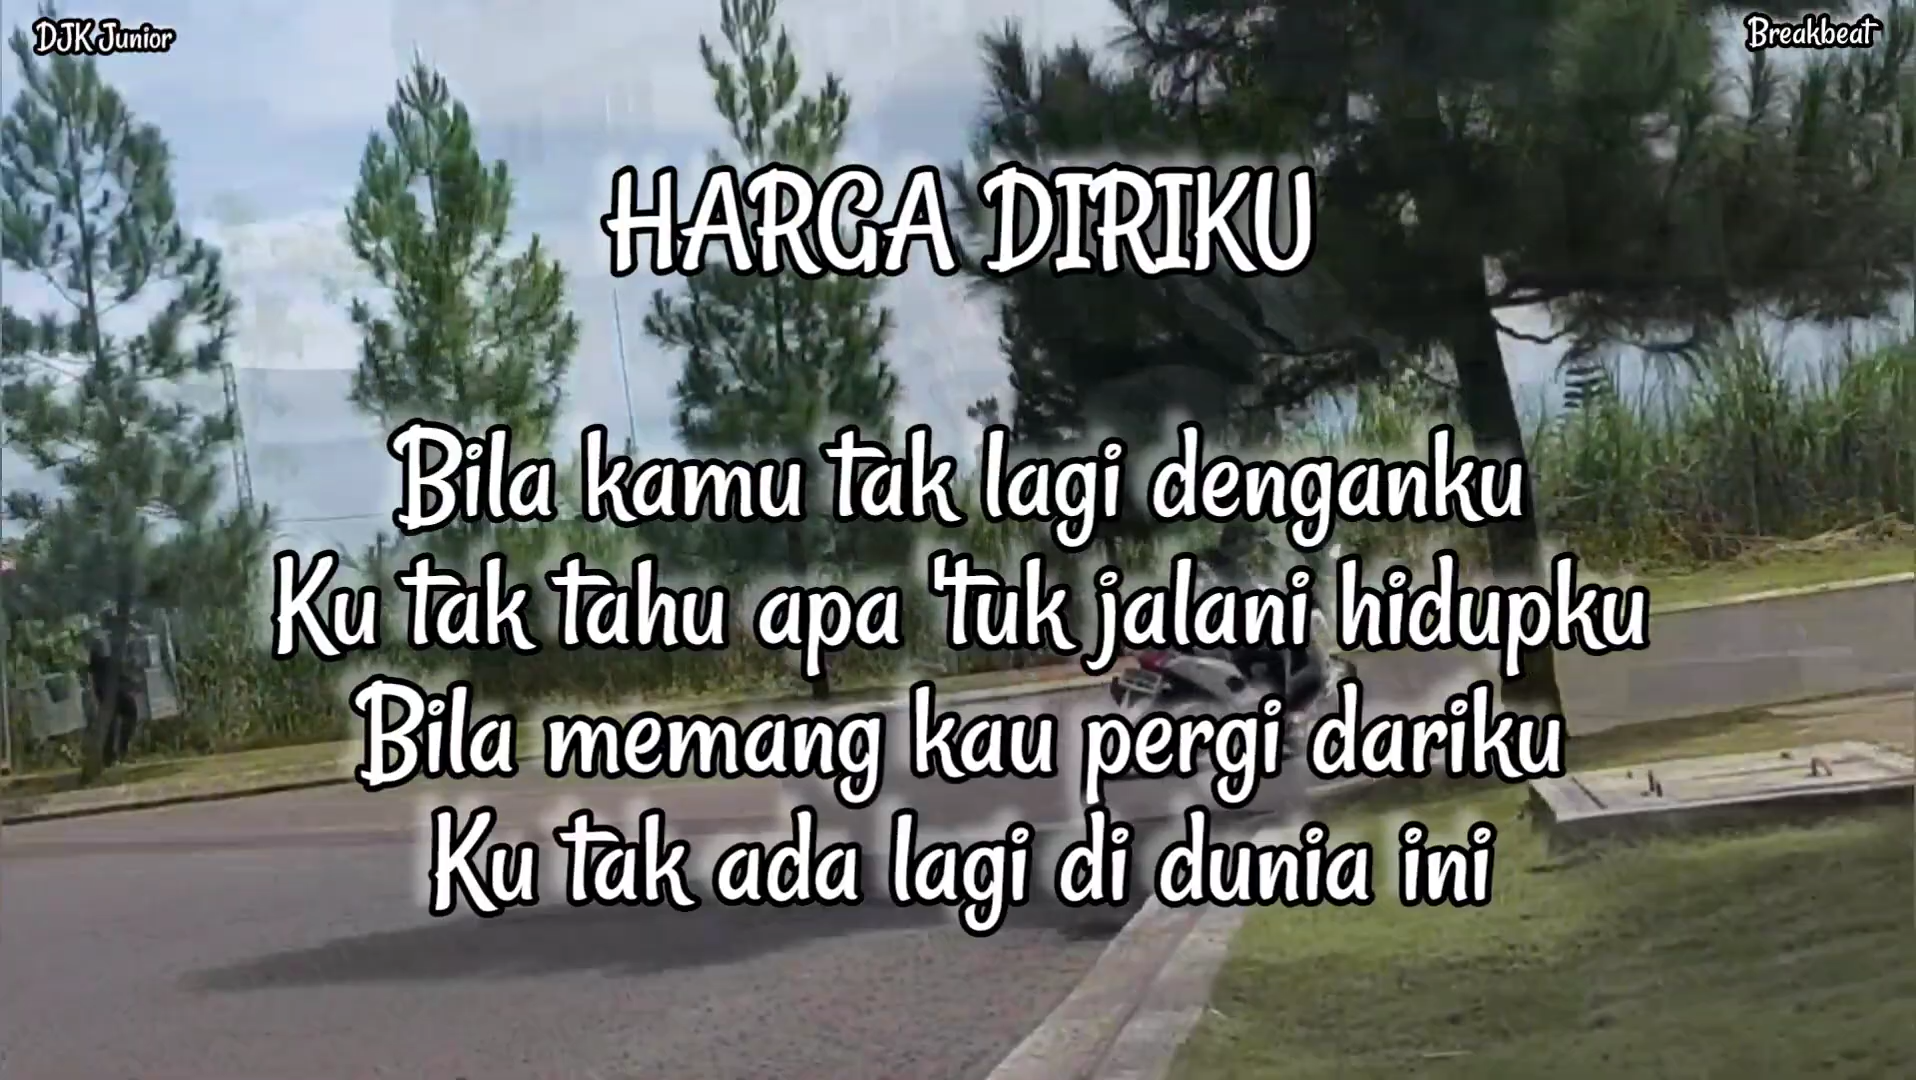 DJK Junior
Breakbeat
HARGA DIRIKU
Bila kamu tak lagi denganku
Ku tak tahu apa 'tuk jalani hidupku
Bila memang kau pergi dariku
Ku tak ada lagi di dunia ini